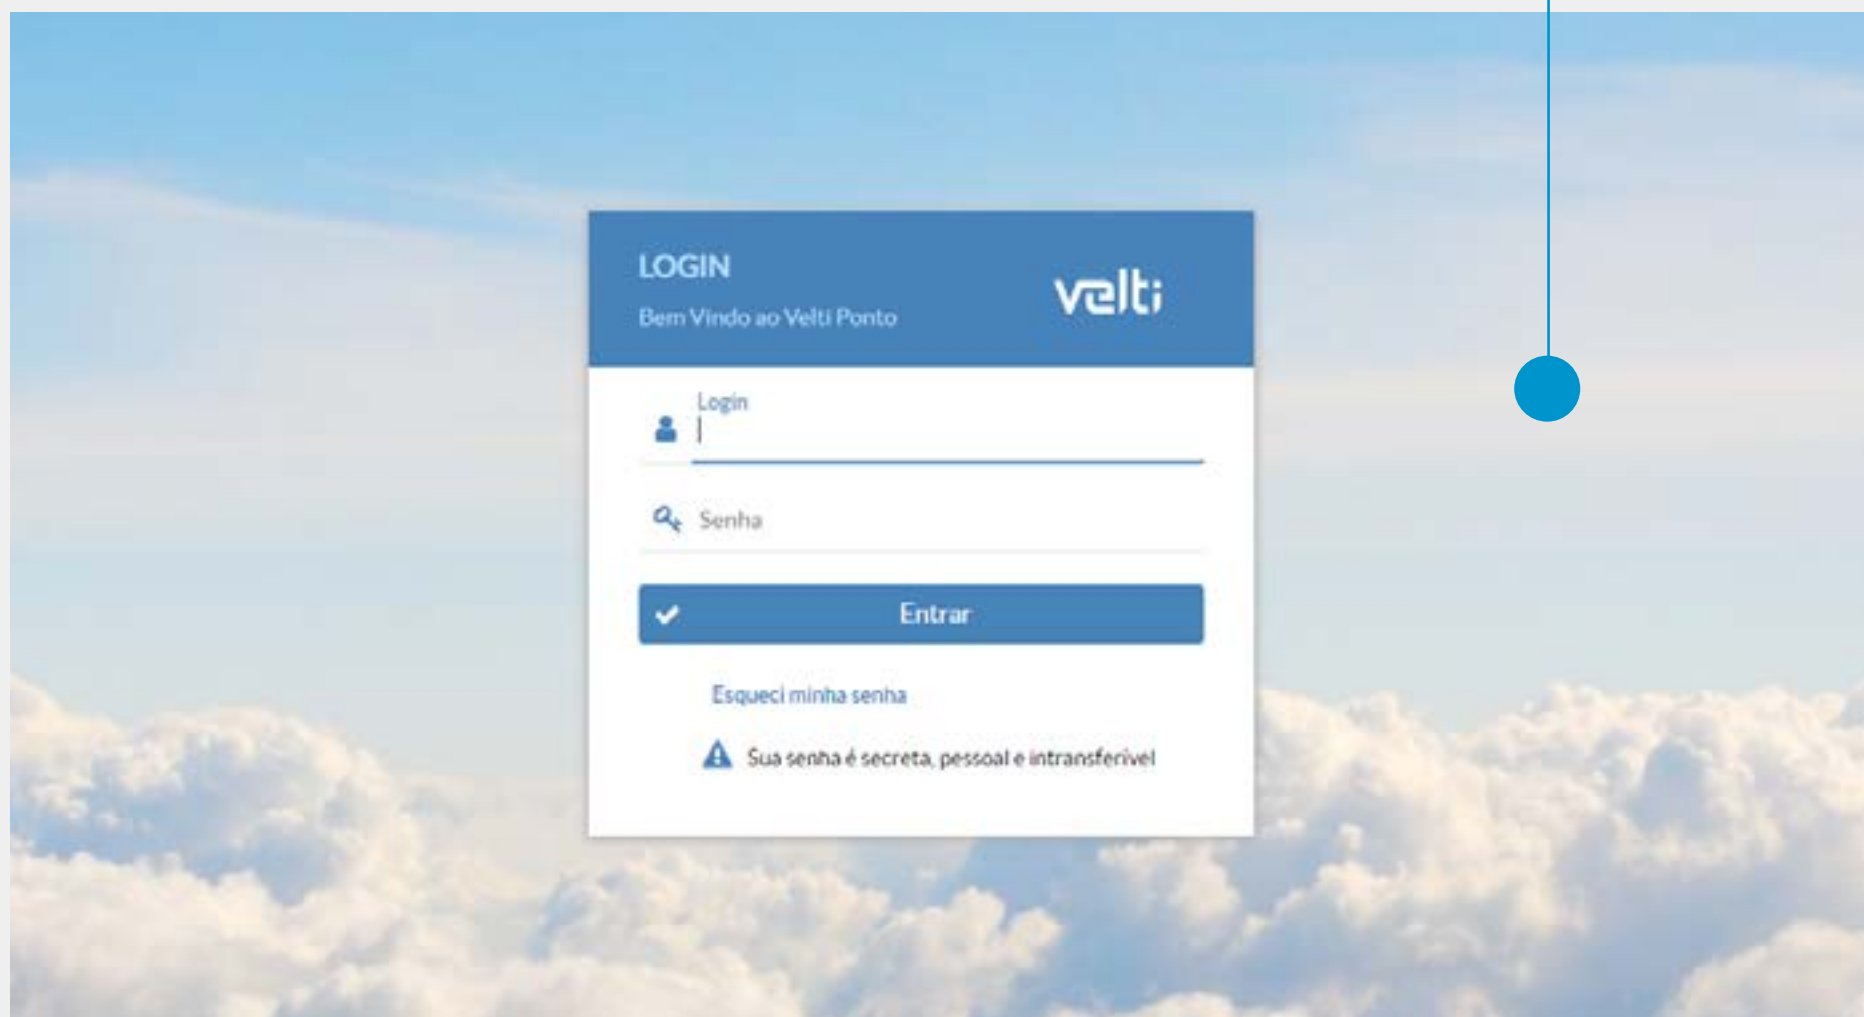 LOGIN
Bem Vindo ao Velti Ponto
velti
Login
Senha
Entrar
Esqueci minha senha
Sua senha é secreta, pessoal e intransferível